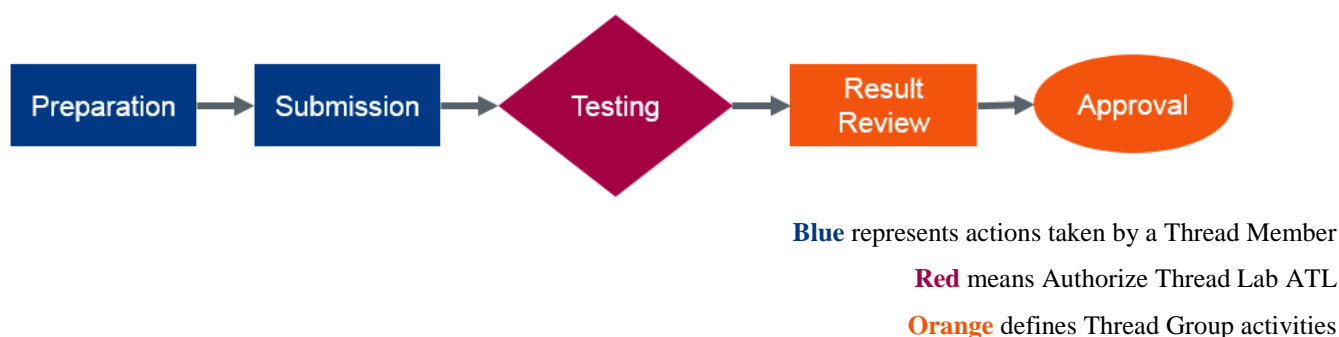 Preparation
Submission
Testing
Result
Review
Approval
Blue represents actions taken by a Thread Member
Red means Authorize Thread Lab ATL
Orange defines Thread Group activities